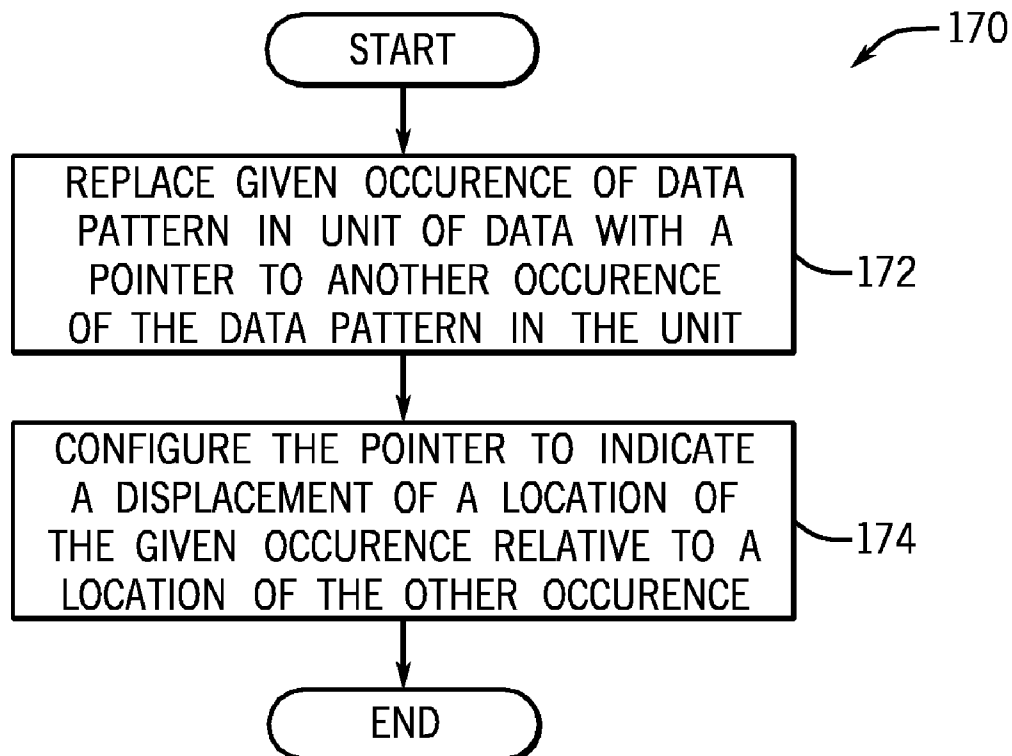 START
170
REPLACE GIVEN OCCURENCE OF DATA
PATTERN IN UNIT OF DATA WITH A
POINTER TO ANOTHER OCCURENCE
OF THE DATA PATTERN IN THE UNIT
172
CONFIGURE THE POINTER TO INDICATE
A DISPLACEMENT OF A LOCATION OF
THE GIVEN OCCURENCE RELATIVE TO A
LOCATION OF THE OTHER OCCURENCE
174
END